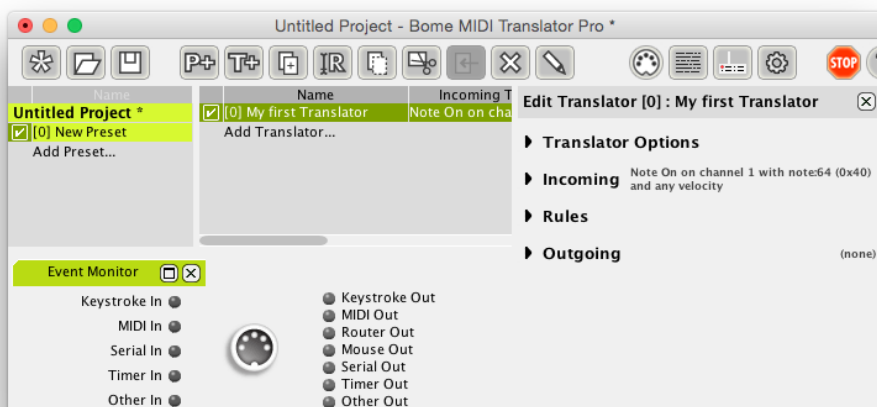 Untitled Project - Bome MIDI Translator Pro *
P+ T+ IR STOP
Name
Untitled Project *
[0] New Preset
Add Preset...
Name Incoming T
[0] My first Translator Note On on cha
Add Translator...
Edit Translator [0] : My first Translator
Translator Options
Incoming Note On on channel 1 with note:64 (0x40)
and any velocity
Rules
Outgoing (none)
Event Monitor
Keystroke In
MIDI In
Serial In
Timer In
Other In
Keystroke Out
MIDI Out
Router Out
Mouse Out
Serial Out
Timer Out
Other Out